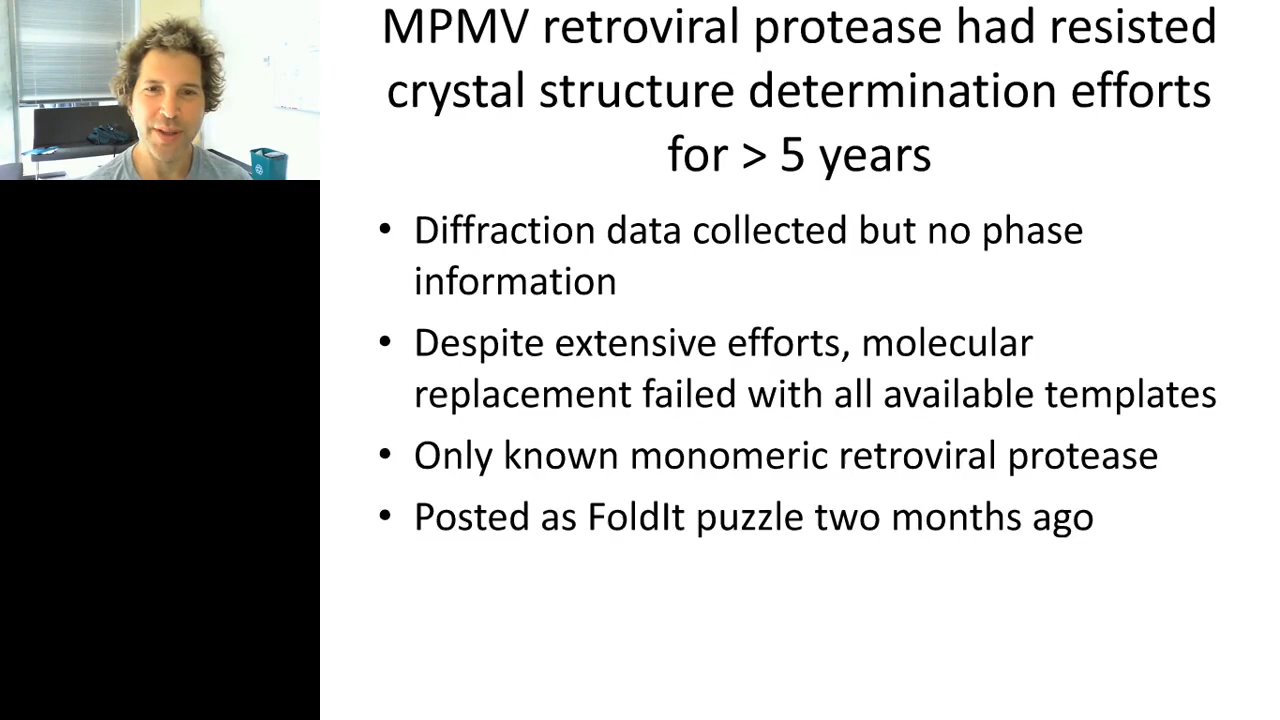 MPMV retroviral protease had resisted
crystal structure determination efforts
for > 5 years
• Diffraction data collected but no phase
information
• Despite extensive efforts, molecular
replacement failed with all available templates
• Only known monomeric retroviral protease
• Posted as FoldIt puzzle two months ago